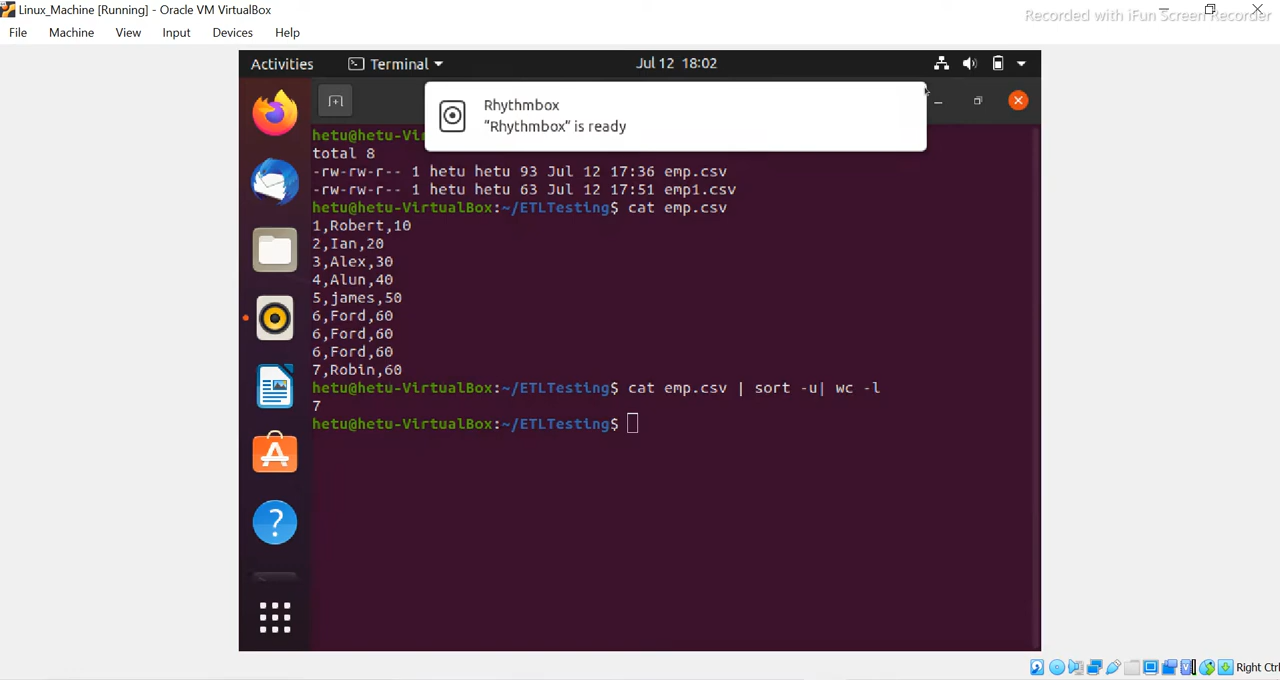 Linux_Machine [Running] - Oracle VM VirtualBox
Recorded with iFun Screen Recorder
File Machine View Input Devices Help
Activities Terminal Jul 12 18:02
Rhythmbox
“Rhythmbox” is ready
hetu@hetu-Vi
total 8
-rw-rw-r-- 1 hetu hetu 93 Jul 12 17:36 emp.csv
-rw-rw-r-- 1 hetu hetu 63 Jul 12 17:51 emp1.csv
hetu@hetu-VirtualBox:~/ETLTesting$ cat emp.csv
1,Robert,10
2,Ian,20
3,Alex,30
4,Alun,40
5,james,50
6,Ford,60
6,Ford,60
6,Ford,60
7,Robin,60
hetu@hetu-VirtualBox:~/ETLTesting$ cat emp.csv | sort -u| wc -l
7
hetu@hetu-VirtualBox:~/ETLTesting$
Right Ctrl